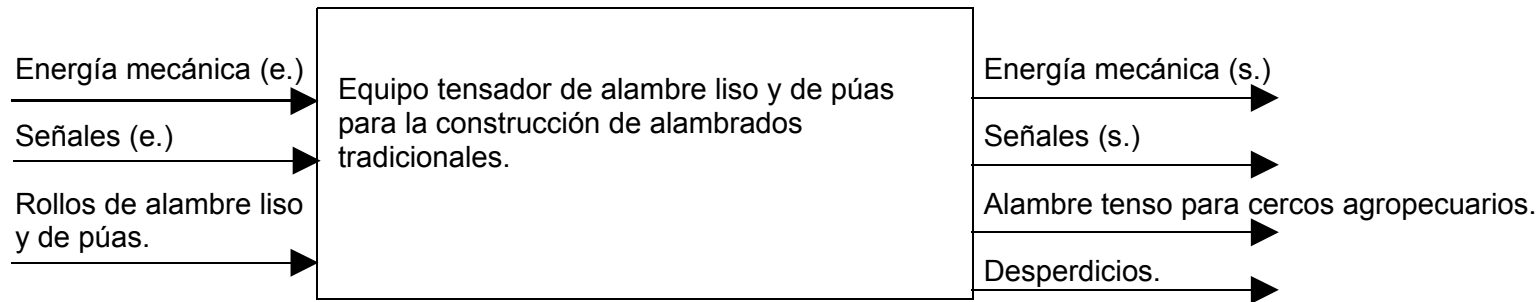 Energía mecánica (e.)
Señales (e.)
Rollos de alambre liso
y de púas.
Equipo tensador de alambre liso y de púas
para la construcción de alambrados
tradicionales.
Energía mecánica (s.)
Señales (s.)
Alambre tenso para cercos agropecuarios.
Desperdicios.